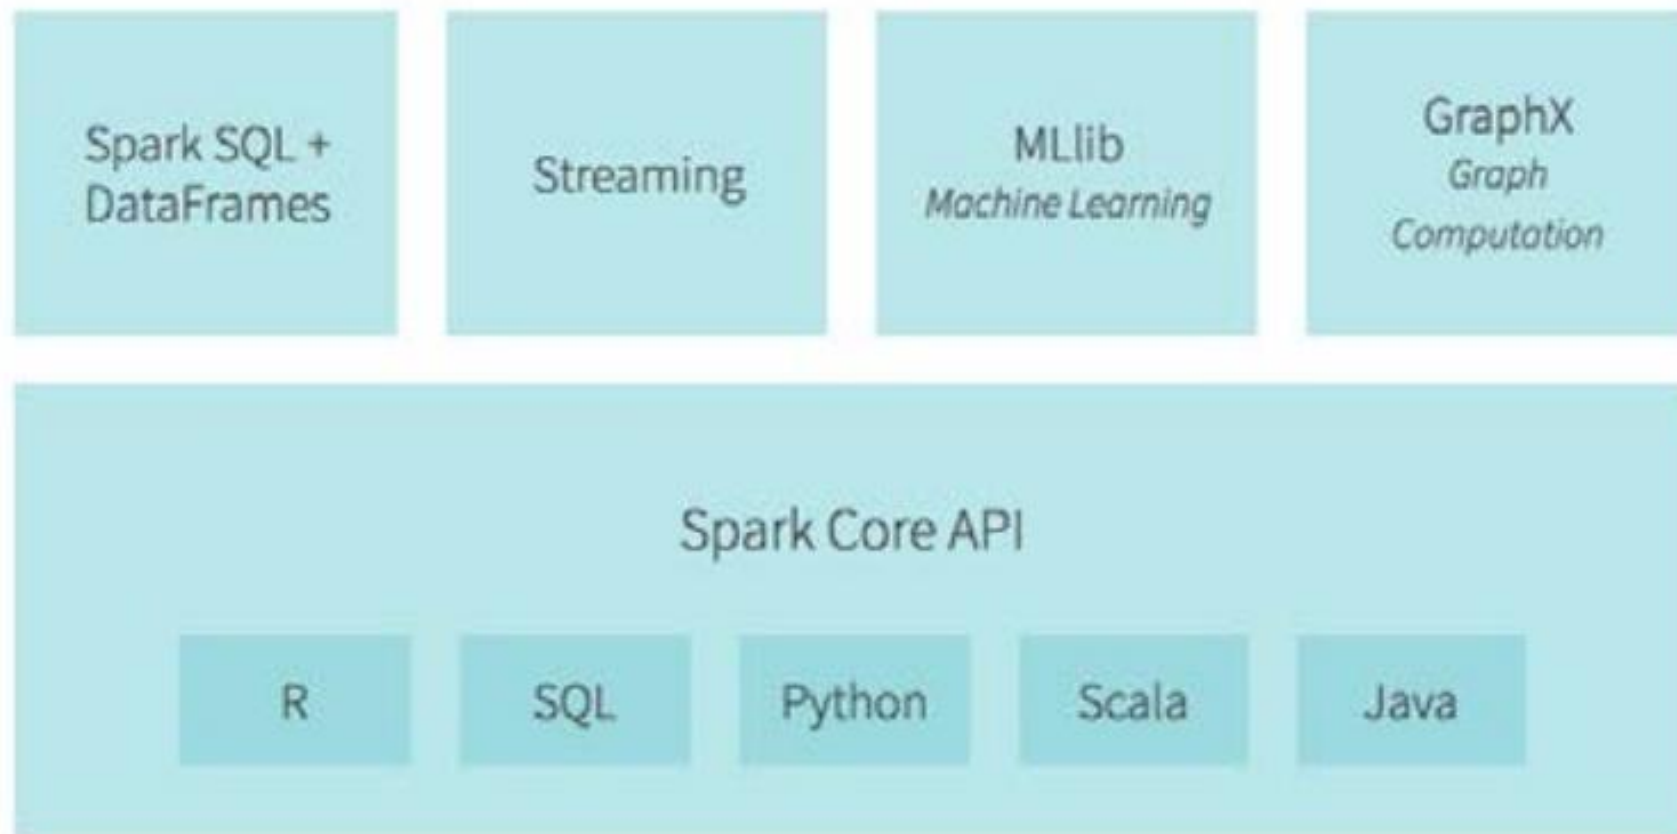 Spark SQL +
DataFrames
Streaming
MLlib
Machine Learning
GraphX
Graph
Computation
Spark Core API
R
SQL
Python
Scala
Java